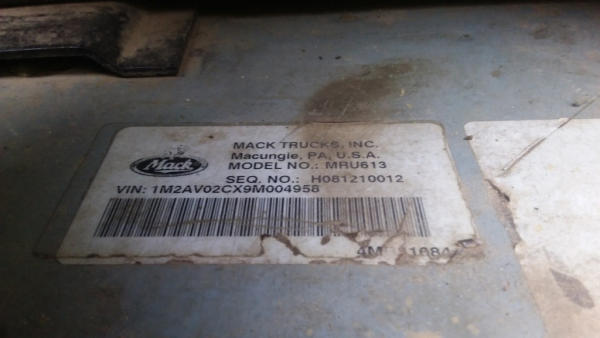 Mack
MACK TRUCKS, INC.
Macungie, PA, U.S.A.
MODEL NO.: MRU613
SEQ. NO.: H081210012
VIN: 1M2AV02CX9M004958